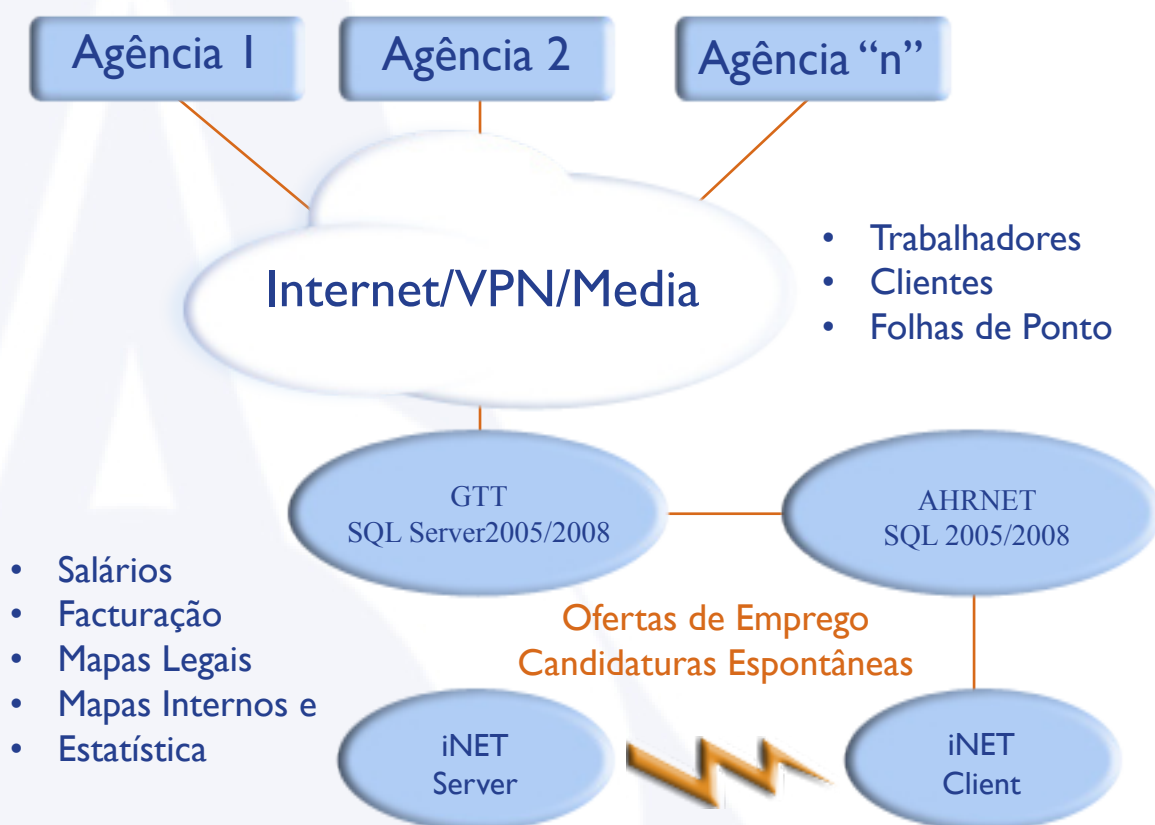 Agência 1
Agência 2
Agência “n”
Internet/VPN/Media
• Trabalhadores
• Clientes
• Folhas de Ponto
GTT
SQL Server2005/2008
AHRNET
SQL 2005/2008
• Salários
• Facturação
• Mapas Legais
• Mapas Internos e
• Estatística
Ofertas de Emprego
Candidaturas Espontâneas
iNET
Server
iNET
Client